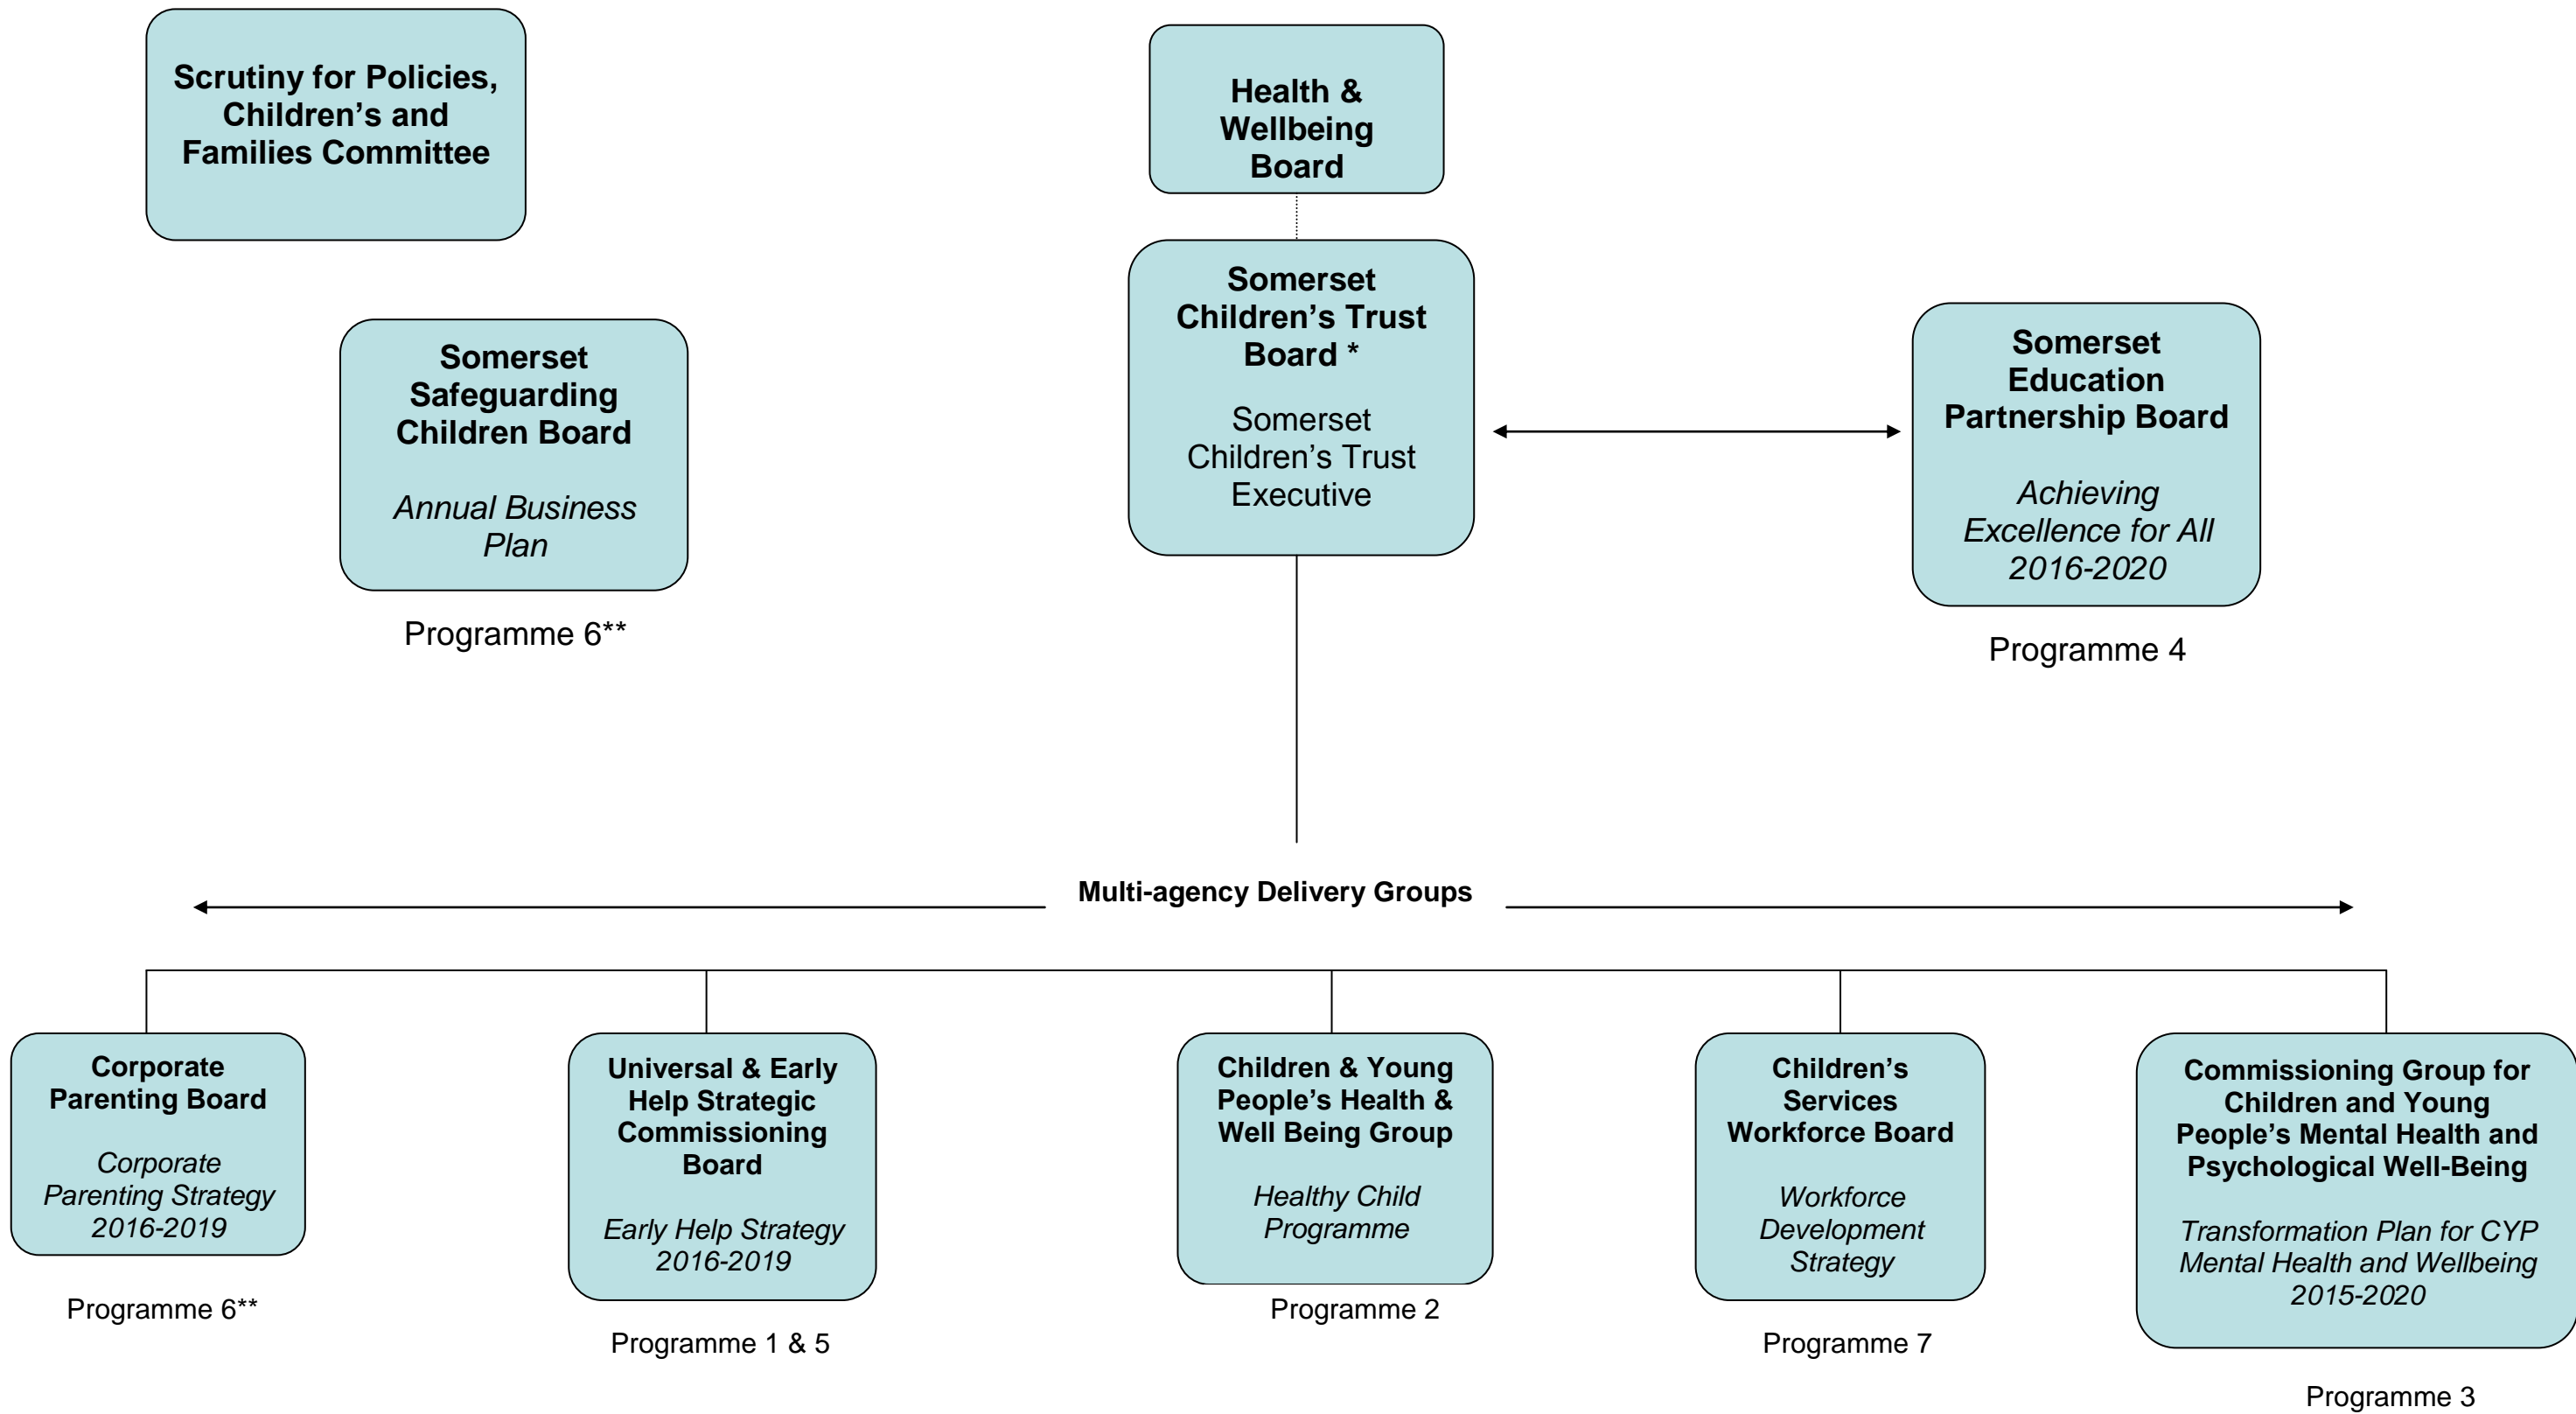 Scrutiny for Policies,
Children’s and
Families Committee
Health &
Wellbeing
Board
Somerset
Children’s Trust
Board *
Somerset
Children’s Trust
Executive
Somerset
Safeguarding
Children Board
Annual Business
Plan
Programme 6**
Somerset
Education
Partnership Board
Achieving
Excellence for All
2016-2020
Programme 4
Multi-agency Delivery Groups
Corporate
Parenting Board
Corporate
Parenting Strategy
2016-2019
Programme 6**
Universal & Early
Help Strategic
Commissioning
Board
Early Help Strategy
2016-2019
Programme 1 & 5
Children & Young
People’s Health &
Well Being Group
Healthy Child
Programme
Programme 2
Children’s
Services
Workforce Board
Workforce
Development
Strategy
Programme 7
Commissioning Group for
Children and Young
People’s Mental Health and
Psychological Well-Being
Transformation Plan for CYP
Mental Health and Wellbeing
2015-2020
Programme 3